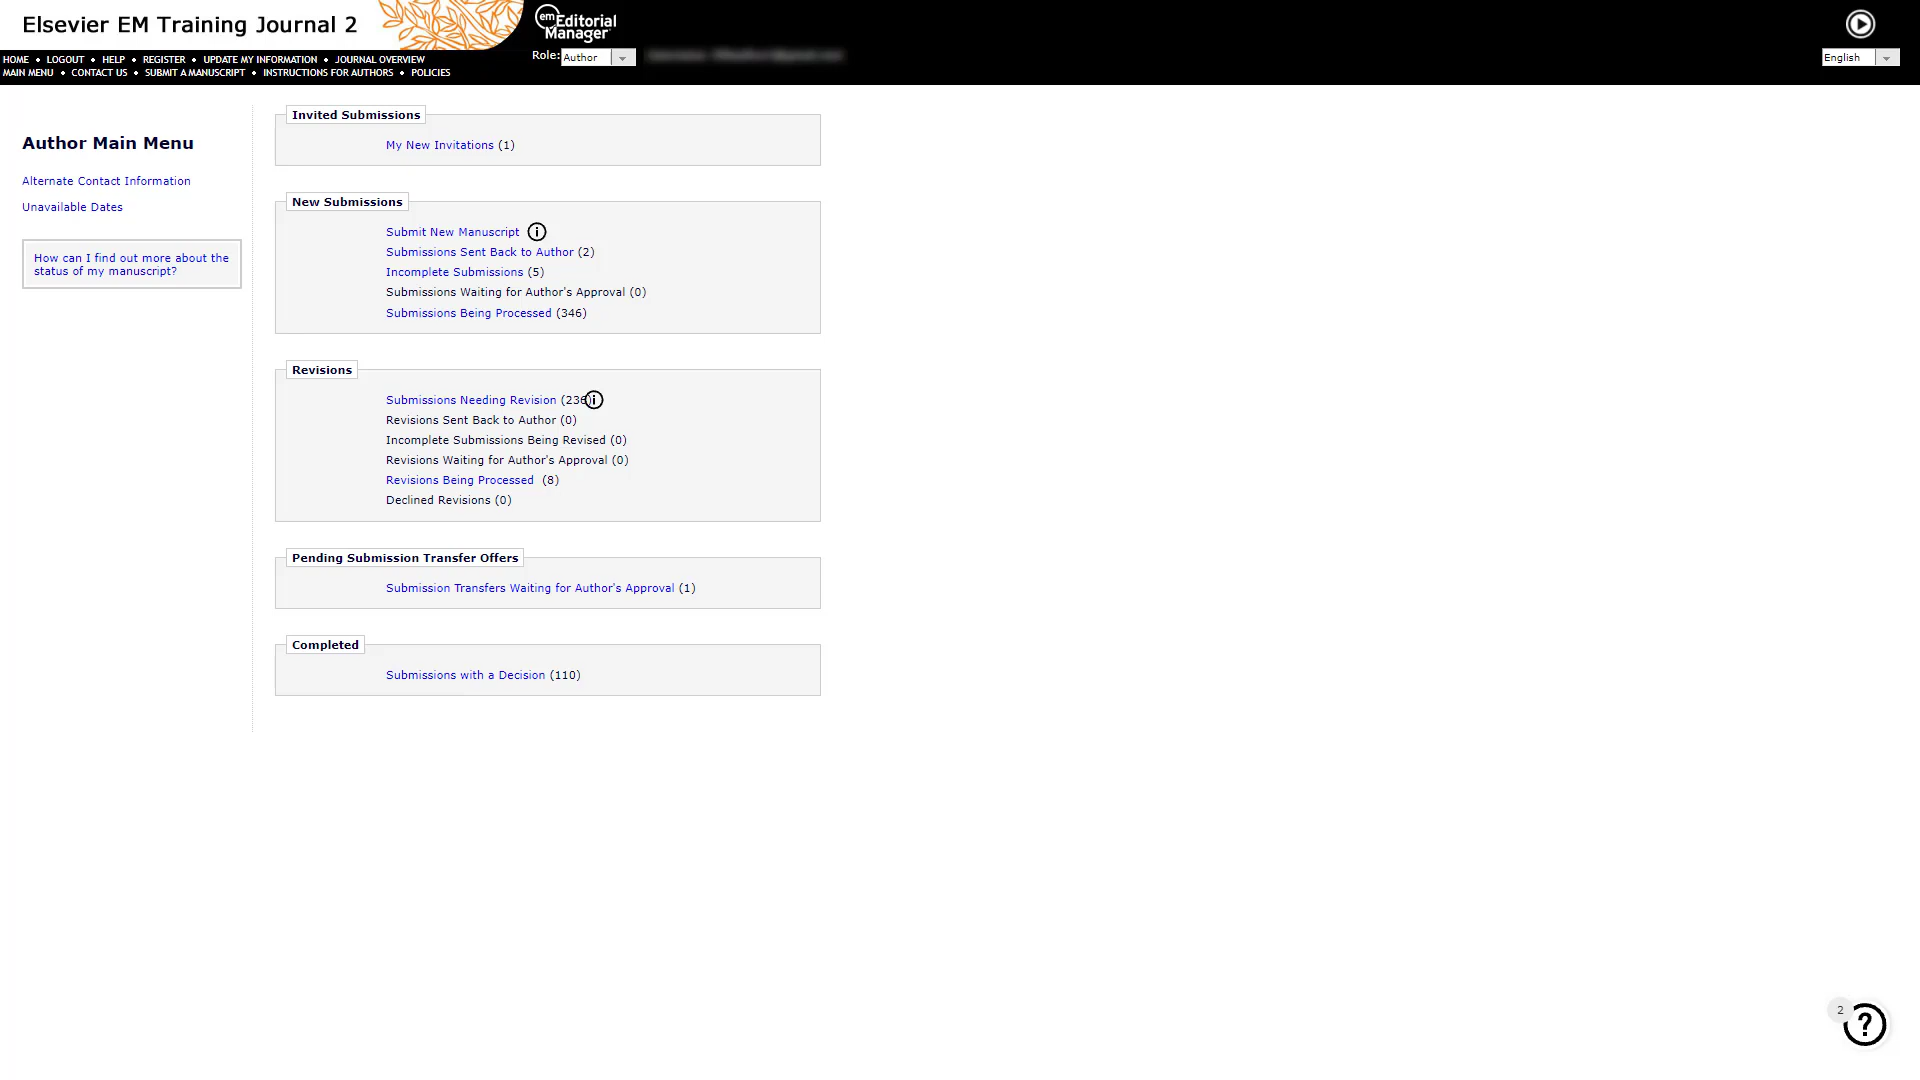 Elsevier EM Training Journal 2
em Editorial Manager
HOME • LOGOUT • HELP • REGISTER • UPDATE MY INFORMATION • JOURNAL OVERVIEW
MAIN MENU • CONTACT US • SUBMIT A MANUSCRIPT • INSTRUCTIONS FOR AUTHORS • POLICIES
Role: Author
English
Author Main Menu
Alternate Contact Information
Unavailable Dates
How can I find out more about the
status of my manuscript?
Invited Submissions
My New Invitations (1)
New Submissions
Submit New Manuscript
Submissions Sent Back to Author (2)
Incomplete Submissions (5)
Submissions Waiting for Author's Approval (0)
Submissions Being Processed (346)
Revisions
Submissions Needing Revision (236)
Revisions Sent Back to Author (0)
Incomplete Submissions Being Revised (0)
Revisions Waiting for Author's Approval (0)
Revisions Being Processed (8)
Declined Revisions (0)
Pending Submission Transfer Offers
Submission Transfers Waiting for Author's Approval (1)
Completed
Submissions with a Decision (110)
2
?